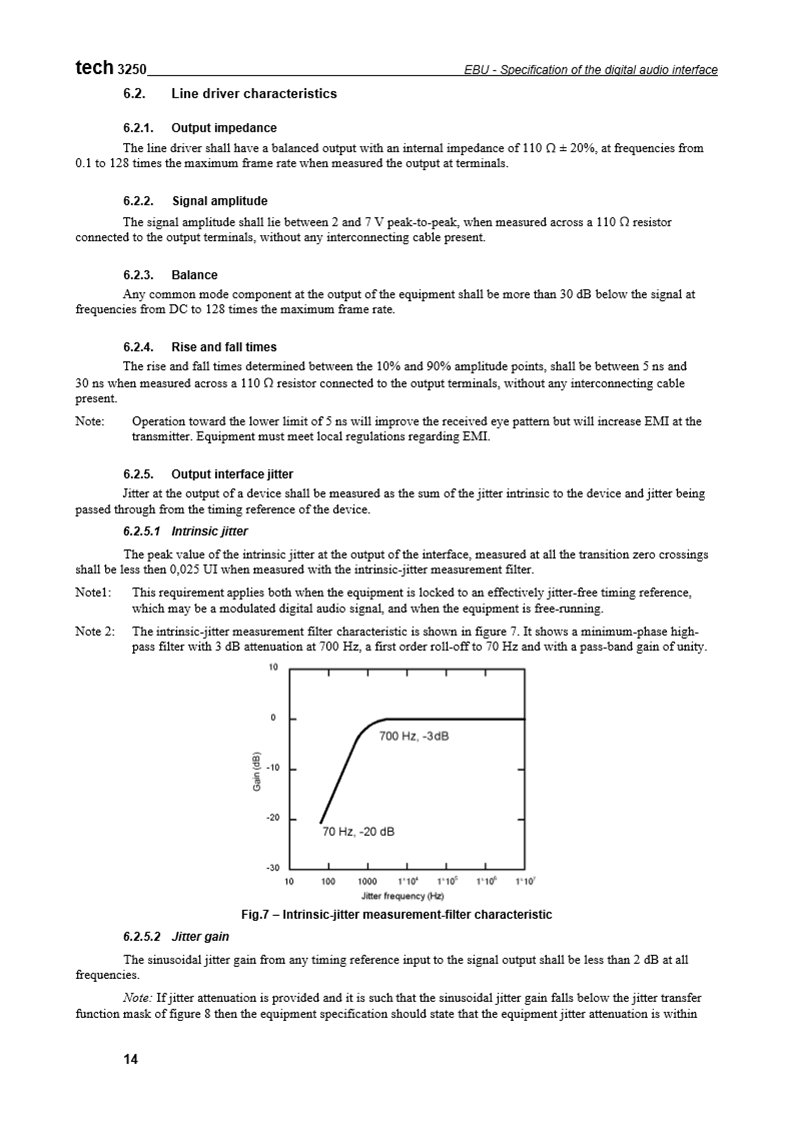 tech 3250 EBU - Specification of the digital audio interface
6.2. Line driver characteristics
6.2.1. Output impedance
The line driver shall have a balanced output with an internal impedance of 110 Ω ± 20%, at frequencies from
0.1 to 128 times the maximum frame rate when measured the output at terminals.
6.2.2. Signal amplitude
The signal amplitude shall lie between 2 and 7 V peak-to-peak, when measured across a 110 Ω resistor
connected to the output terminals, without any interconnecting cable present.
6.2.3. Balance
Any common mode component at the output of the equipment shall be more than 30 dB below the signal at
frequencies from DC to 128 times the maximum frame rate.
6.2.4. Rise and fall times
The rise and fall times determined between the 10% and 90% amplitude points, shall be between 5 ns and
30 ns when measured across a 110 Ω resistor connected to the output terminals, without any interconnecting cable
present.
Note: Operation toward the lower limit of 5 ns will improve the received eye pattern but will increase EMI at the
transmitter. Equipment must meet local regulations regarding EMI.
6.2.5. Output interface jitter
Jitter at the output of a device shall be measured as the sum of the jitter intrinsic to the device and jitter being
passed through from the timing reference of the device.
6.2.5.1 Intrinsic jitter
The peak value of the intrinsic jitter at the output of the interface, measured at all the transition zero crossings
shall be less then 0,025 UI when measured with the intrinsic-jitter measurement filter.
Note1: This requirement applies both when the equipment is locked to an effectively jitter-free timing reference,
which may be a modulated digital audio signal, and when the equipment is free-running.
Note 2: The intrinsic-jitter measurement filter characteristic is shown in figure 7. It shows a minimum-phase high-
pass filter with 3 dB attenuation at 700 Hz, a first order roll-off to 70 Hz and with a pass-band gain of unity.
10
0
700 Hz, -3dB
Gain (dB)
-10
-20
70 Hz, -20 dB
-30
10 100 1000 1*10⁴ 1*10⁵ 1*10⁶ 1*10⁷
Jitter frequency (Hz)
Fig.7 – Intrinsic-jitter measurement-filter characteristic
6.2.5.2 Jitter gain
The sinusoidal jitter gain from any timing reference input to the signal output shall be less than 2 dB at all
frequencies.
Note: If jitter attenuation is provided and it is such that the sinusoidal jitter gain falls below the jitter transfer
function mask of figure 8 then the equipment specification should state that the equipment jitter attenuation is within
14